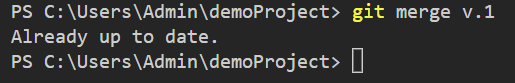 PS C:\Users\Admin\demoProject> git merge v.1
Already up to date.
PS C:\Users\Admin\demoProject>